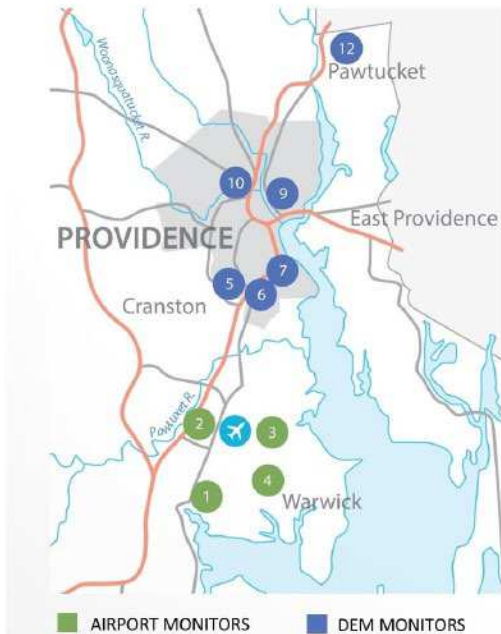 12
Woonasquatucket R.
Pawtucket
10
9
East Providence
PROVIDENCE
7
5
6
Cranston
Pawtuxet R.
2
3
4
1
Warwick
AIRPORT MONITORS
DEM MONITORS